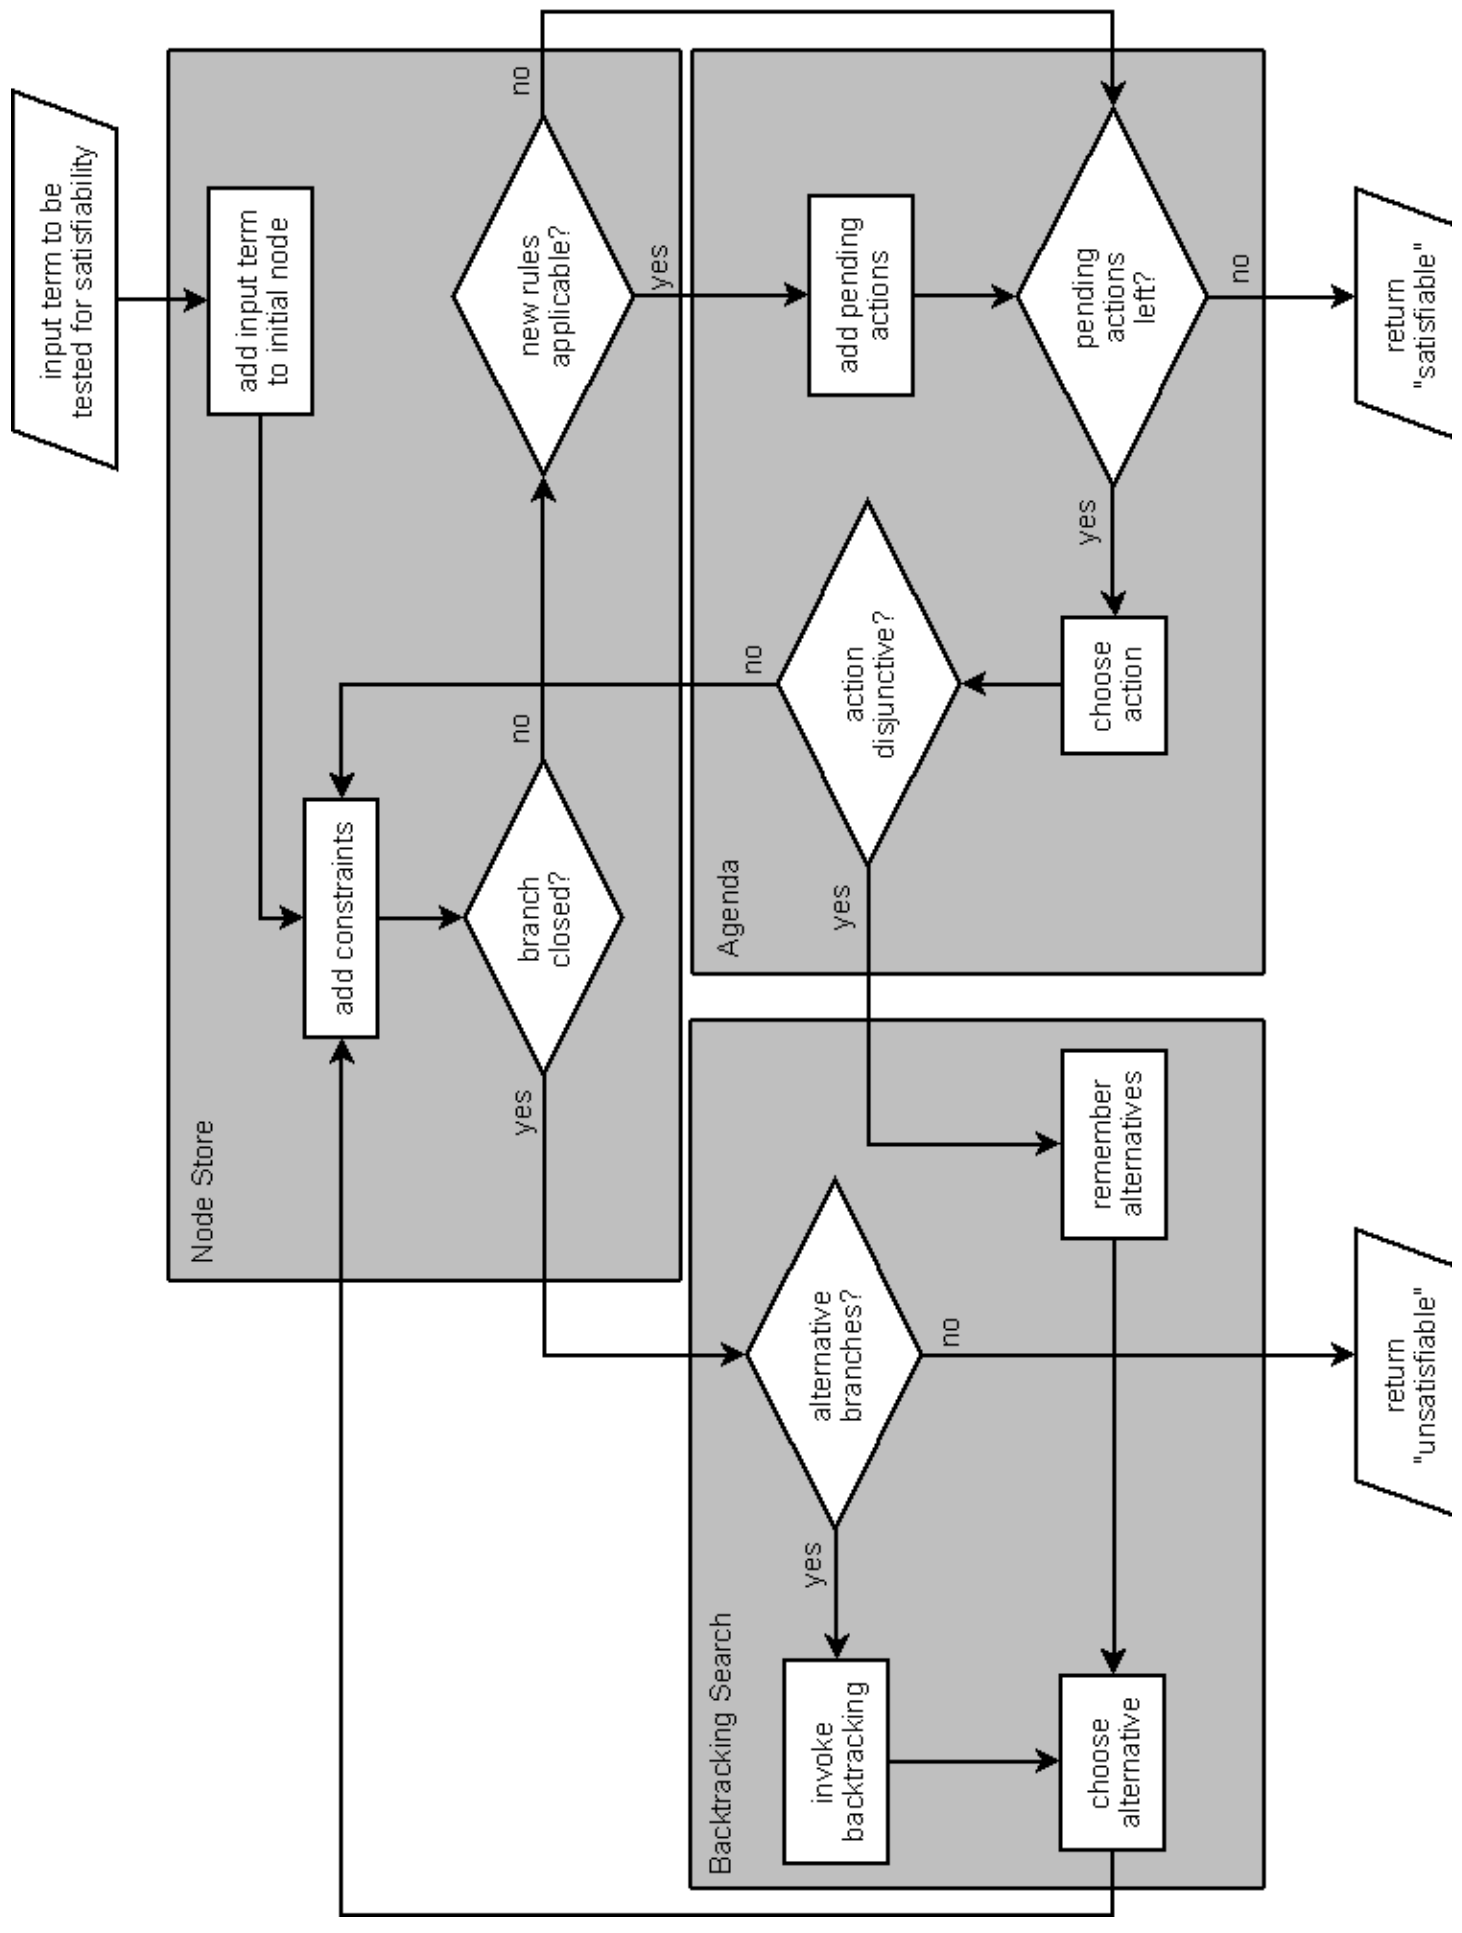 input term to be
tested for satisfiability
Node Store
add input term
to initial node
add constraints
branch
closed?
yes
no
new rules
applicable?
no
yes
Agenda
add pending
actions
pending
actions
left?
no
yes
choose
action
action
disjunctive?
no
yes
Backtracking Search
alternative
branches?
no
yes
invoke
backtracking
remember
alternatives
choose
alternative
return
"satisfiable"
return
"unsatisfiable"